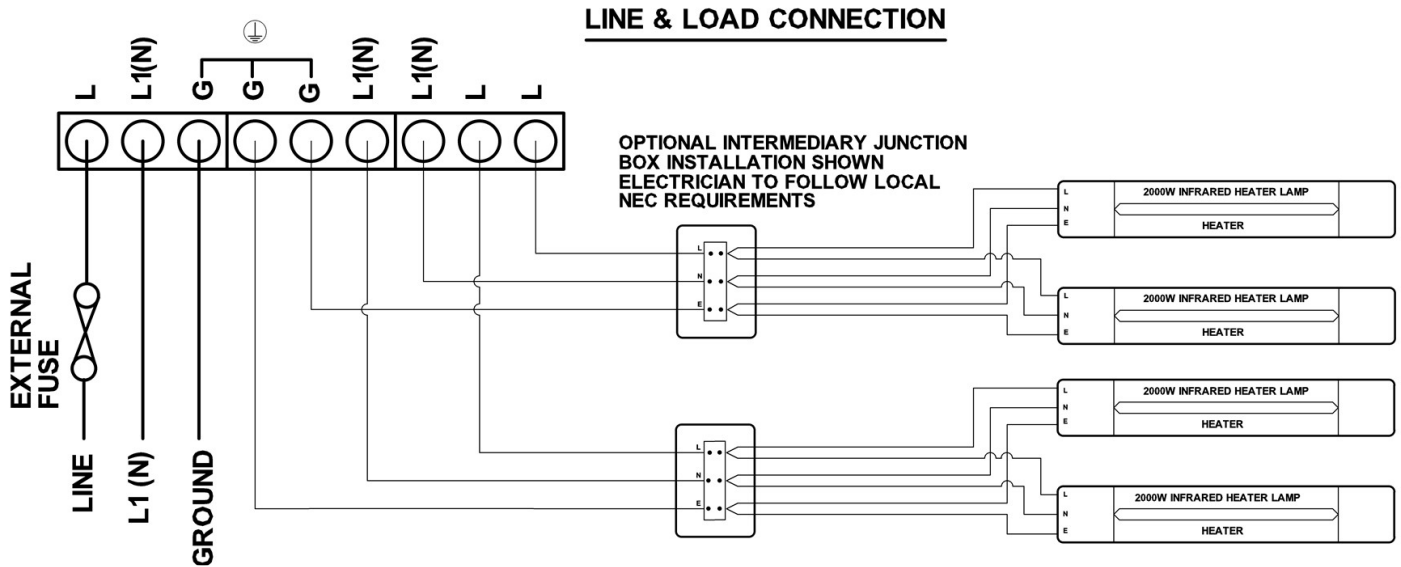 LINE & LOAD CONNECTION
L
L1(N)
G
G
G
L1(N)
L1(N)
L
L
OPTIONAL INTERMEDIARY JUNCTION
BOX INSTALLATION SHOWN
ELECTRICIAN TO FOLLOW LOCAL
NEC REQUIREMENTS
EXTERNAL
FUSE
LINE
L1 (N)
GROUND
L
N
E
L
N
E
L
N
E
2000W INFRARED HEATER LAMP
HEATER
L
N
E
2000W INFRARED HEATER LAMP
HEATER
L
N
E
2000W INFRARED HEATER LAMP
HEATER
L
N
E
2000W INFRARED HEATER LAMP
HEATER